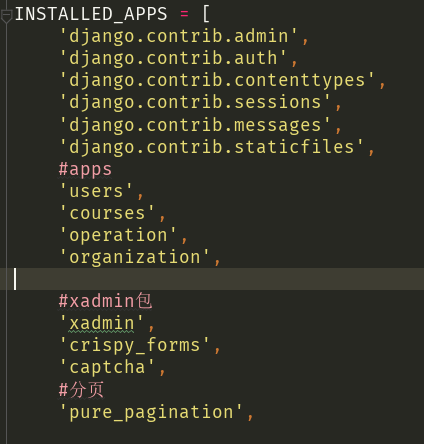 INSTALLED_APPS = [
'django.contrib.admin',
'django.contrib.auth',
'django.contrib.contenttypes',
'django.contrib.sessions',
'django.contrib.messages',
'django.contrib.staticfiles',
#apps
'users',
'courses',
'operation',
'organization',
#xadmin包
'xadmin',
'crispy_forms',
'captcha',
#分页
'pure_pagination',